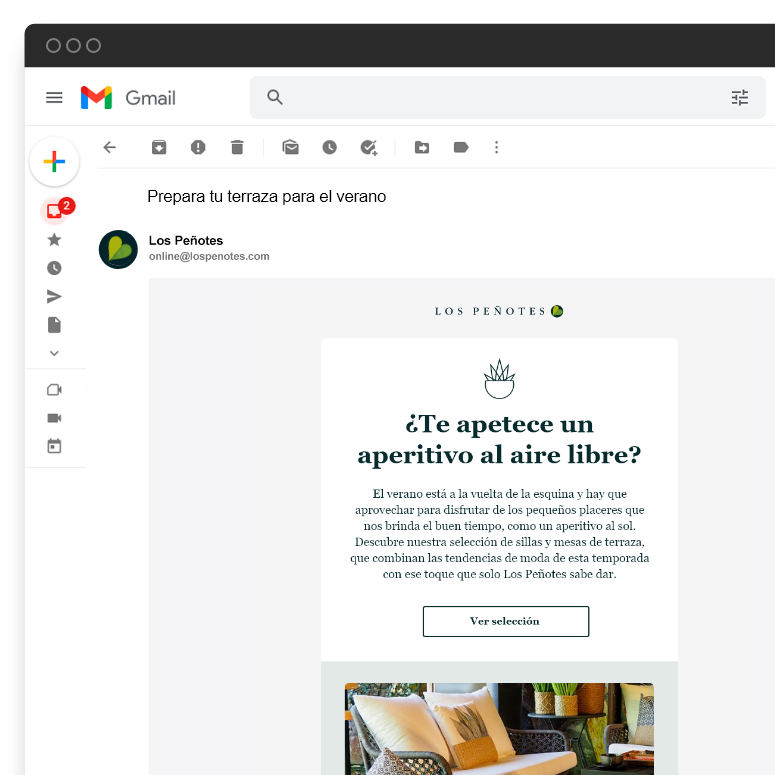 Gmail
Prepara tu terraza para el verano
2
Los Peñotes
online@lospenotes.com
LOS PEÑOTES
¿Te apetece un
aperitivo al aire libre?
El verano está a la vuelta de la esquina y hay que
aprovechar para disfrutar de los pequeños placeres que
nos brinda el buen tiempo, como un aperitivo al sol.
Descubre nuestra selección de sillas y mesas de terraza,
que combinan las tendencias de moda de esta temporada
con ese toque que solo Los Peñotes sabe dar.
Ver selección